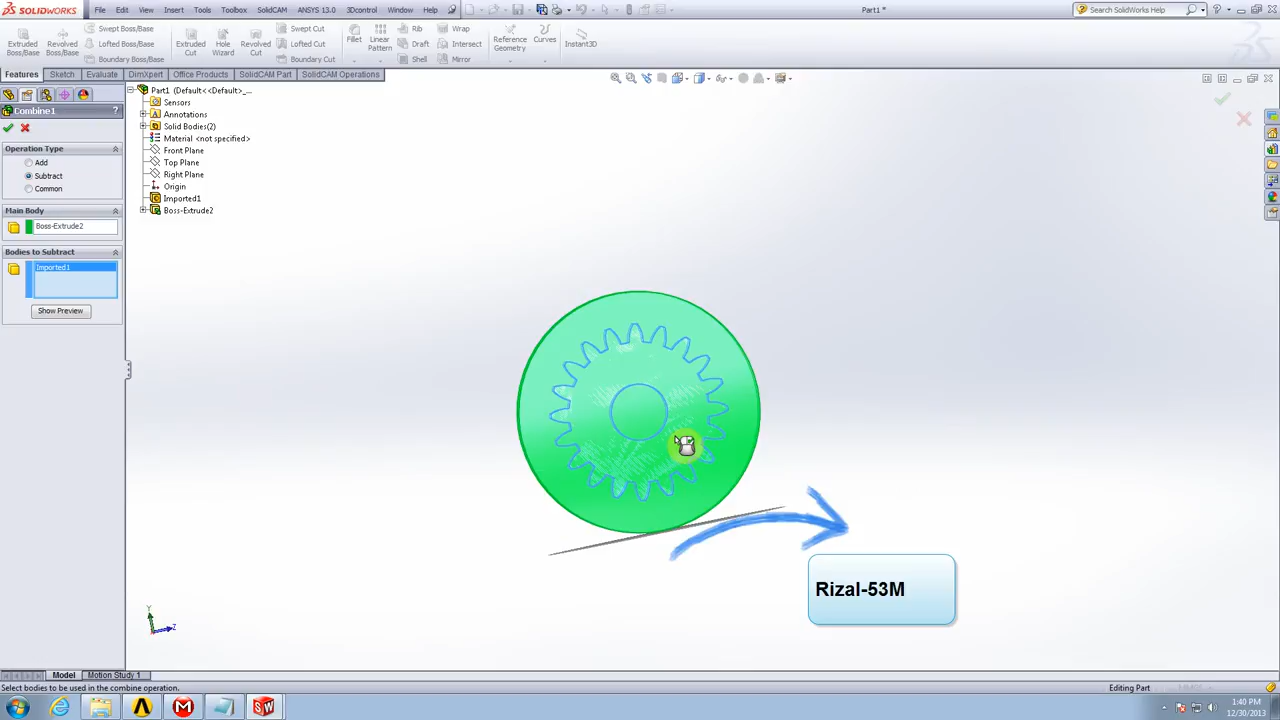 SOLIDWORKS File Edit View Insert Tools Toolbox SolidCAM ANSYS 13.0 3Dcontrol Window Help Part1 * Search SolidWorks Help
Extruded Boss/Base
Revolved Boss/Base
Swept Boss/Base
Lofted Boss/Base
Boundary Boss/Base
Extruded Cut
Hole Wizard
Revolved Cut
Swept Cut
Lofted Cut
Boundary Cut
Fillet
Linear Pattern
Rib
Draft
Shell
Wrap
Intersect
Mirror
Reference Geometry
Curves
Instant3D
Features Sketch Evaluate DimXpert Office Products SolidCAM Part SolidCAM Operations
Combine1 ?
Operation Type
Add
Subtract
Common
Main Body
Boss-Extrude2
Bodies to Subtract
Imported1
Show Preview
Part1 (Default<<Default>_...
Sensors
Annotations
Solid Bodies(2)
Material <not specified>
Front Plane
Top Plane
Right Plane
Origin
Imported1
Boss-Extrude2
Rizal-53M
Y
Z
Model Motion Study 1
Select bodies to be used in the combine operation. Editing Part
1:40 PM
12/30/2013